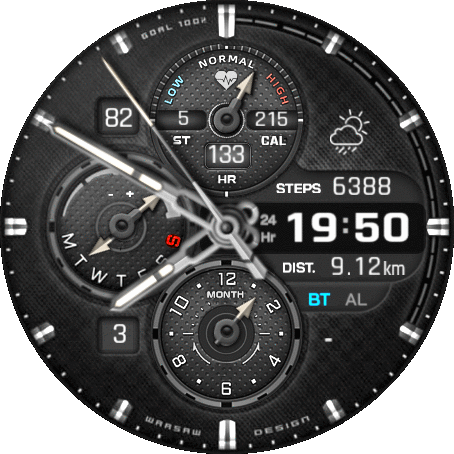 GOAL 100%
NORMAL
LOW
HIGH
82
5
215
ST
CAL
133
HR
STEPS 6388
- +
24
Hr
19:50
M T W T F S S
DIST. 9.12km
BT AL
12
MONTH
10
2
8
4
6
3
-
WARSAW DESIGN